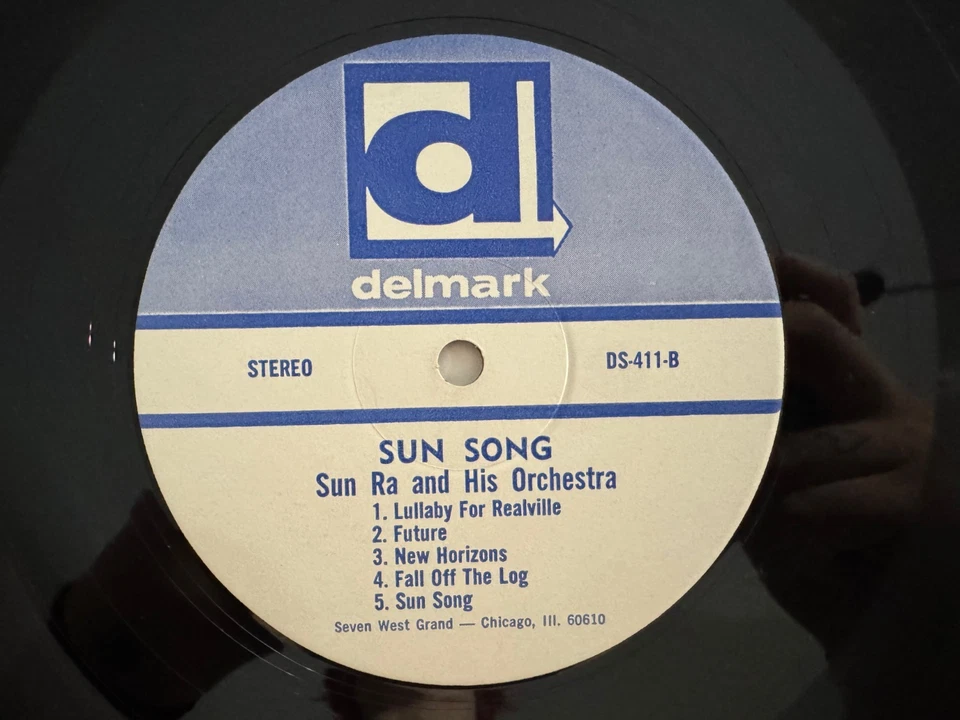 d
delmark
STEREO
DS-411-B
SUN SONG
Sun Ra and His Orchestra
1. Lullaby For Realville
2. Future
3. New Horizons
4. Fall Off The Log
5. Sun Song
Seven West Grand — Chicago, Ill. 60610